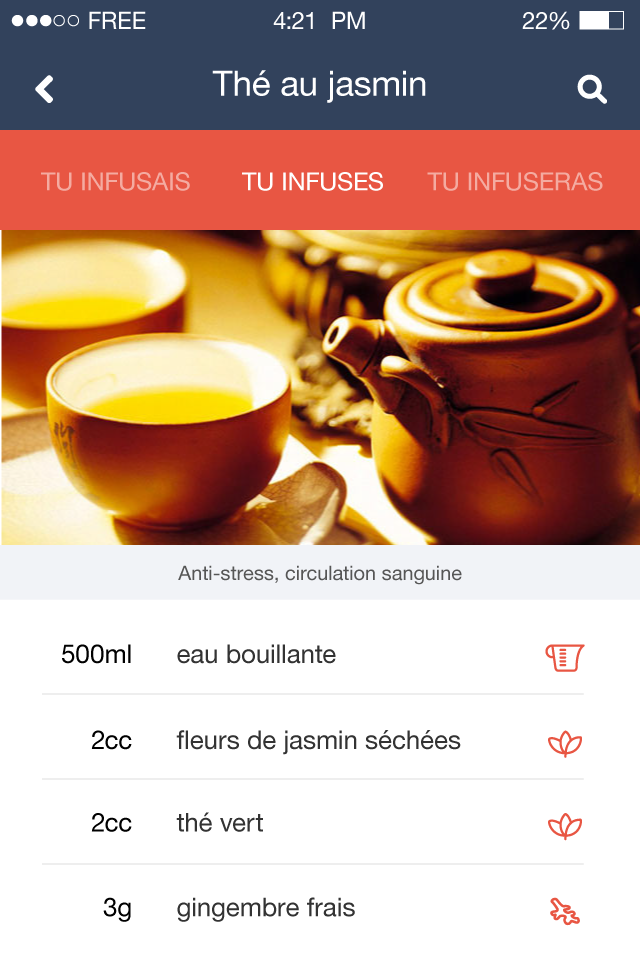 FREE 4:21 PM 22%
Thé au jasmin
TU INFUSAIS TU INFUSES TU INFUSERAS
Anti-stress, circulation sanguine
500ml eau bouillante
2cc fleurs de jasmin séchées
2cc thé vert
3g gingembre frais